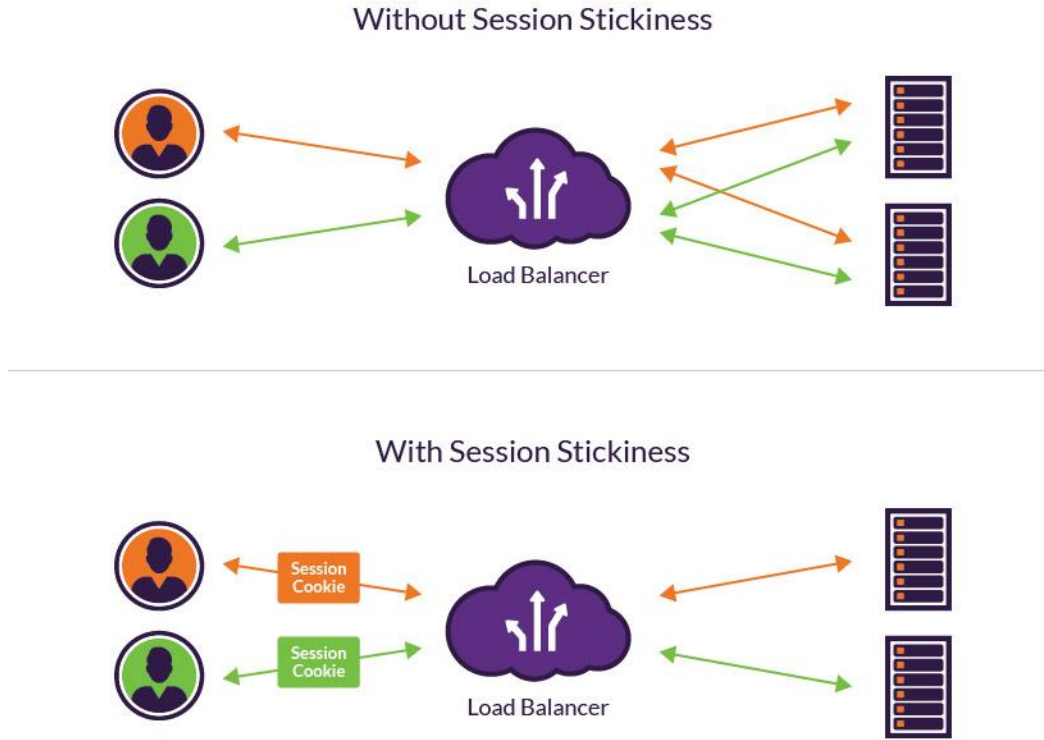 Without Session Stickiness
Load Balancer
With Session Stickiness
Session
Cookie
Session
Cookie
Load Balancer